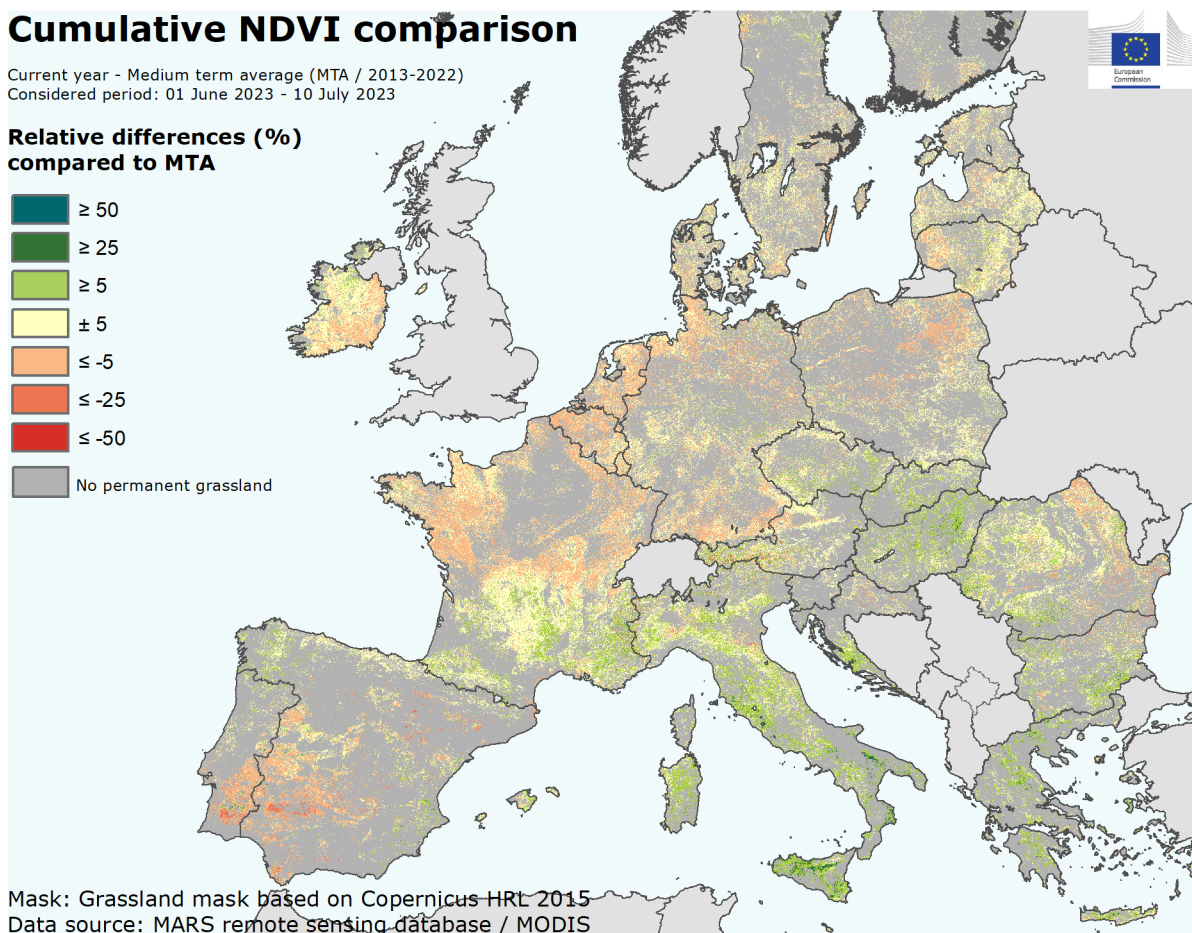 Cumulative NDVI comparison
Current year - Medium term average (MTA / 2013-2022)
Considered period: 01 June 2023 - 10 July 2023
Relative differences (%)
compared to MTA
≥ 50
≥ 25
≥ 5
± 5
≤ -5
≤ -25
≤ -50
No permanent grassland
European
Commission
Mask: Grassland mask based on Copernicus HRL 2015
Data source: MARS remote sensing database / MODIS